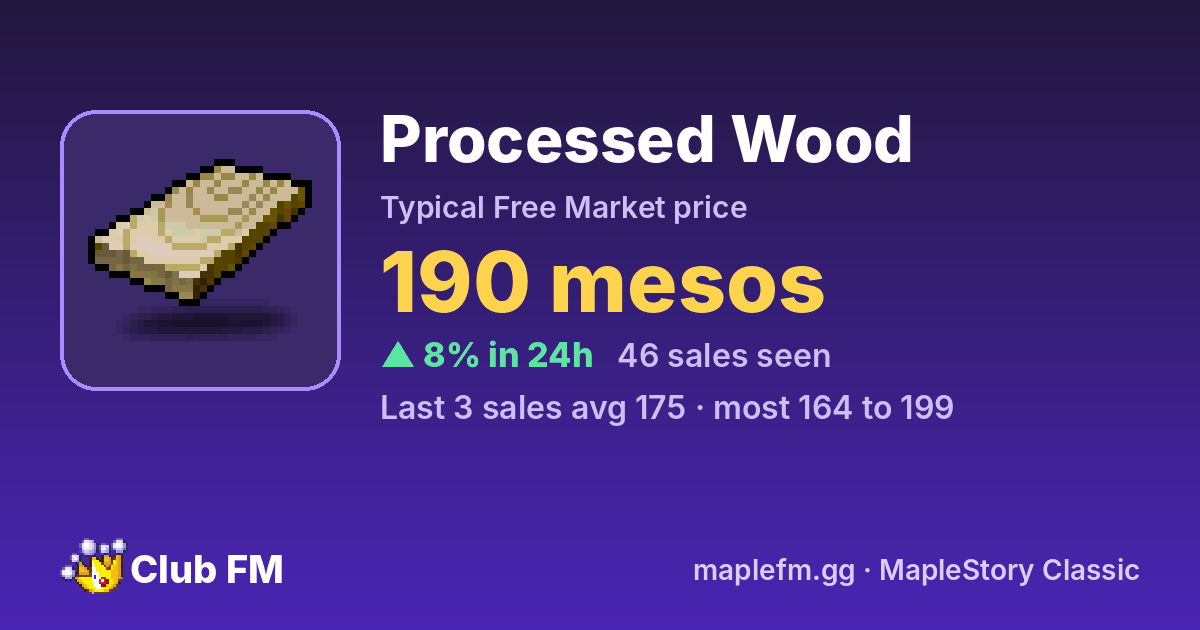 Processed Wood
Typical Free Market price
190 mesos
▲ 8% in 24h 46 sales seen
Last 3 sales avg 175 · most 164 to 199
Club FM
maplefm.gg · MapleStory Classic